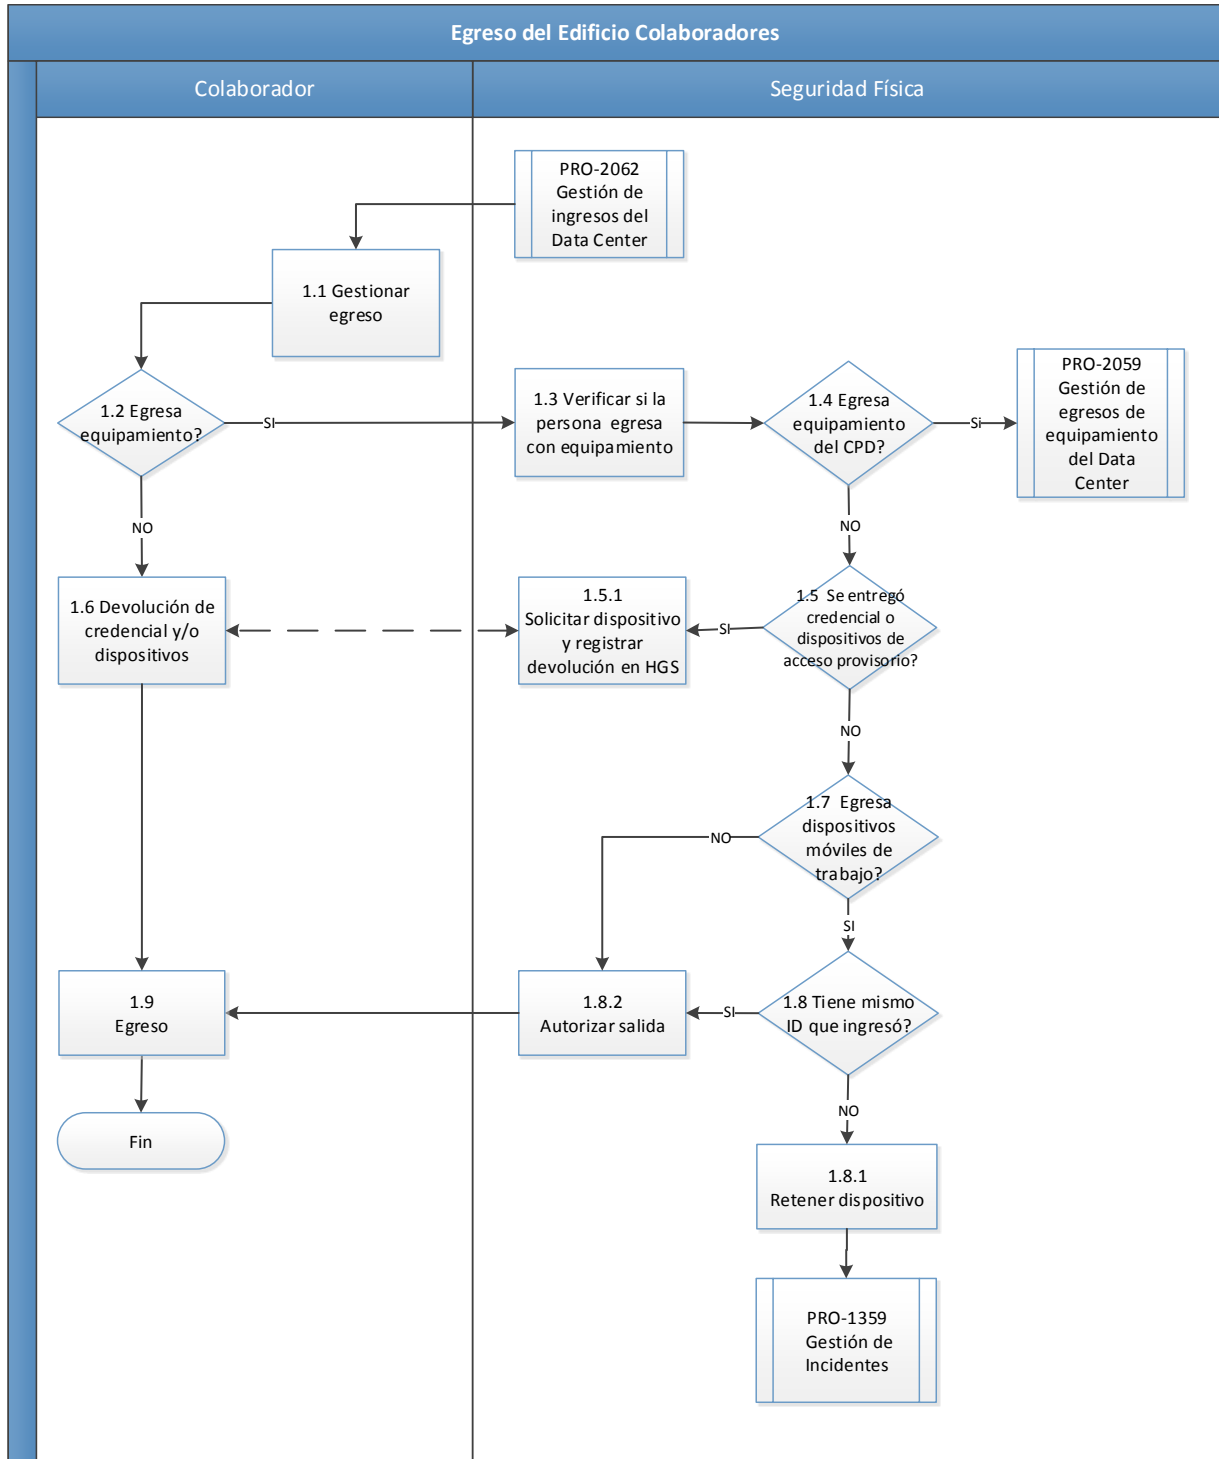 Egreso del Edificio Colaboradores
Colaborador
Seguridad Física
PRO-2062
Gestión de
ingresos del
Data Center
1.1 Gestionar
egreso
1.2 Egresa
equipamiento?
SI
1.3 Verificar si la
persona egresa
con equipamiento
1.4 Egresa
equipamiento
del CPD?
Si
PRO-2059
Gestión de
egresos de
equipamiento
del Data
Center
NO
NO
1.6 Devolución de
credencial y/o
dispositivos
1.5.1
Solicitar dispositivo
y registrar
devolución en HGS
SI
1.5 Se entregó
credencial o
dispositivos de
acceso provisorio?
NO
1.7 Egresa
dispositivos
móviles de
trabajo?
NO
SI
1.9
Egreso
1.8.2
Autorizar salida
SI
1.8 Tiene mismo
ID que ingresó?
NO
Fin
1.8.1
Retener dispositivo
PRO-1359
Gestión de
Incidentes